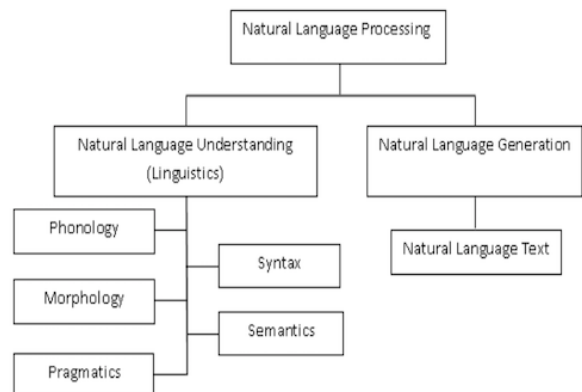 Natural Language Processing
Natural Language Understanding
(Linguistics)
Natural Language Generation
Phonology
Natural Language Text
Syntax
Morphology
Semantics
Pragmatics